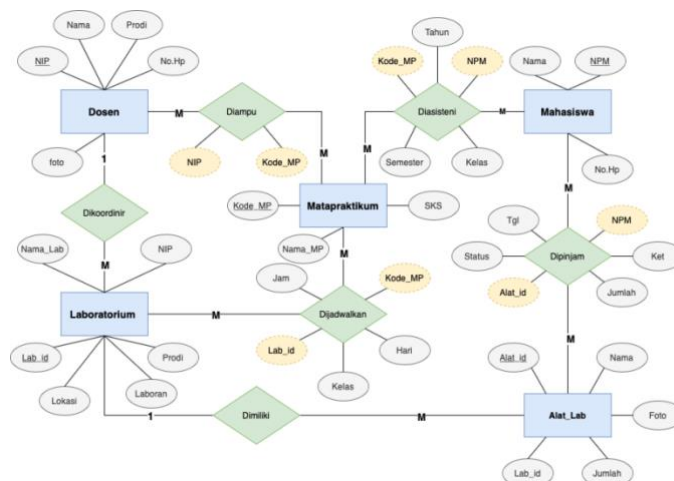 Nama
Prodi
NIP
No.Hp
Dosen
M
Diampu
M
foto
NIP
Kode_MP
1
Dikoordinir
M
Tahun
Kode_MP
NPM
Diasisteni
M
M
Semester
Kelas
Nama
NPM
Mahasiswa
No.Hp
M
Kode_MP
Matapraktikum
SKS
Nama_MP
M
Tgl
NPM
Status
Dipinjam
Ket
Alat_id
Jumlah
M
Nama_Lab
NIP
Laboratorium
M
Jam
Kode_MP
Dijadwalkan
Lab_id
Hari
Kelas
Lab_id
Prodi
Lokasi
Laboran
1
Dimiliki
M
Alat_id
Nama
Alat_Lab
Foto
Lab_id
Jumlah